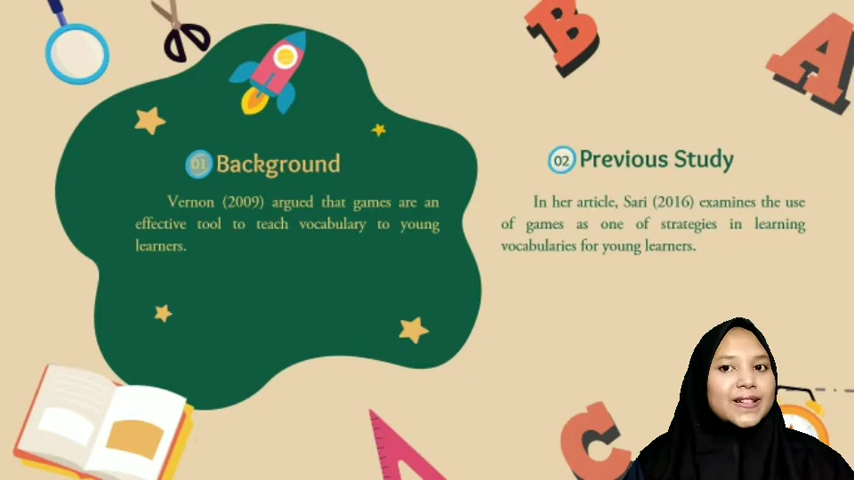 B
A
01 Background
Vernon (2009) argued that games are an
effective tool to teach vocabulary to young
learners.
02 Previous Study
In her article, Sari (2016) examines the use
of games as one of strategies in learning
vocabularies for young learners.
C